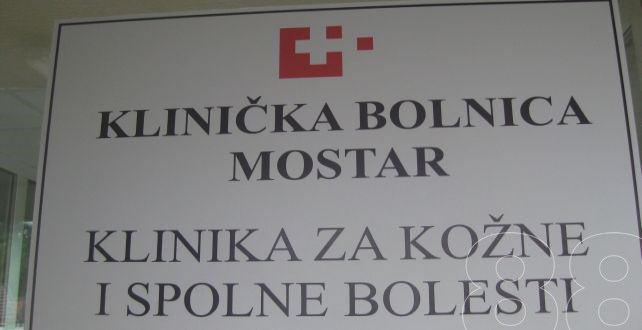 KLINIČKA BOLNICA
MOSTAR
KLINIKA ZA KOŽNE
I SPOLNE BOLESTI